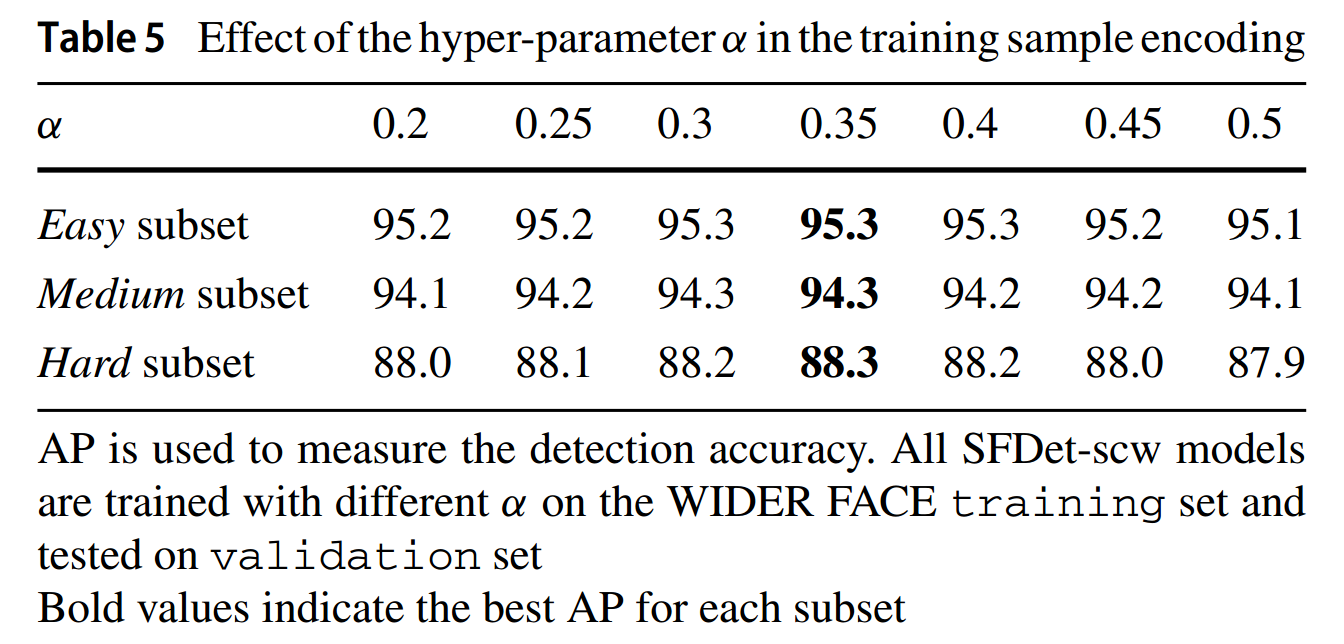 Table 5 Effect of the hyper-parameter α in the training sample encoding
α 0.2 0.25 0.3 0.35 0.4 0.45 0.5
Easy subset 95.2 95.2 95.3 95.3 95.3 95.2 95.1
Medium subset 94.1 94.2 94.3 94.3 94.2 94.2 94.1
Hard subset 88.0 88.1 88.2 88.3 88.2 88.0 87.9
AP is used to measure the detection accuracy. All SFDet-scw models
are trained with different α on the WIDER FACE training set and
tested on validation set
Bold values indicate the best AP for each subset